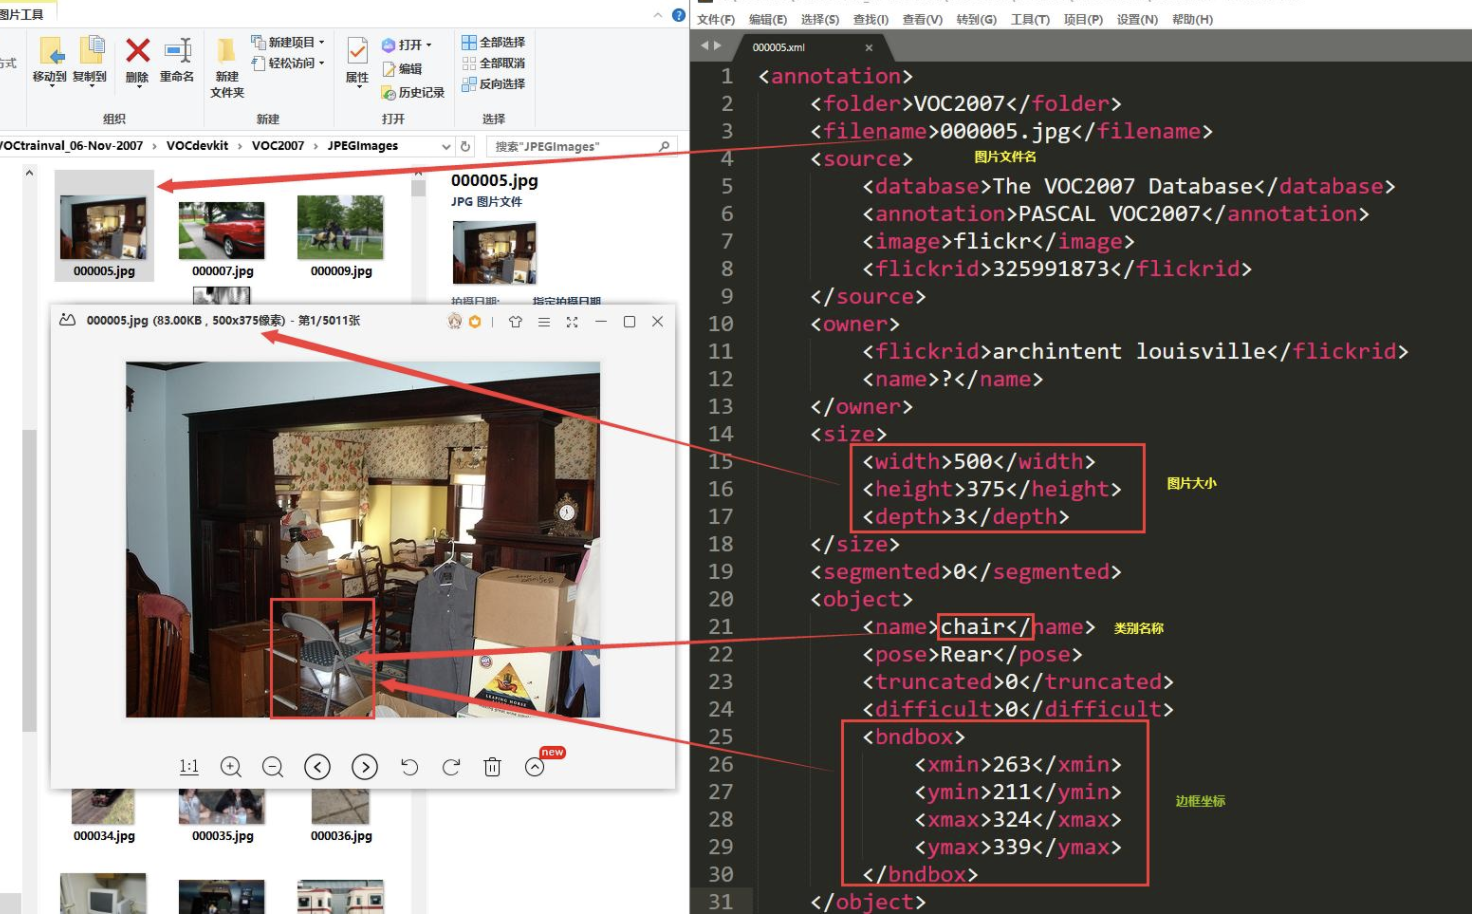 图片工具
移动到 复制到 删除 重命名
新建
文件夹
新建项目
轻松访问
属性
打开
编辑
历史记录
全部选择
全部取消
反向选择
方式
组织 新建 打开 选择
VOCtrainval_06-Nov-2007 › VOCdevkit › VOC2007 › JPEGImages
搜索"JPEGImages"
000005.jpg
JPG 图片文件
000005.jpg 000007.jpg 000009.jpg
拍摄日期: 指定拍摄日期
000005.jpg (83.00KB , 500x375像素) - 第1/5011张
1:1
new
000034.jpg 000035.jpg 000036.jpg
文件(F) 编辑(E) 选择(S) 查找(I) 查看(V) 转到(G) 工具(T) 项目(P) 设置(N) 帮助(H)
000005.xml
1 <annotation>
2 <folder>VOC2007</folder>
3 <filename>000005.jpg</filename>
4 <source> 图片文件名
5 <database>The VOC2007 Database</database>
6 <annotation>PASCAL VOC2007</annotation>
7 <image>flickr</image>
8 <flickrid>325991873</flickrid>
9 </source>
10 <owner>
11 <flickrid>archintent louisville</flickrid>
12 <name>?</name>
13 </owner>
14 <size>
15 <width>500</width>
16 <height>375</height> 图片大小
17 <depth>3</depth>
18 </size>
19 <segmented>0</segmented>
20 <object>
21 <name>chair</name> 类别名称
22 <pose>Rear</pose>
23 <truncated>0</truncated>
24 <difficult>0</difficult>
25 <bndbox>
26 <xmin>263</xmin>
27 <ymin>211</ymin> 边框坐标
28 <xmax>324</xmax>
29 <ymax>339</ymax>
30 </bndbox>
31 </object>